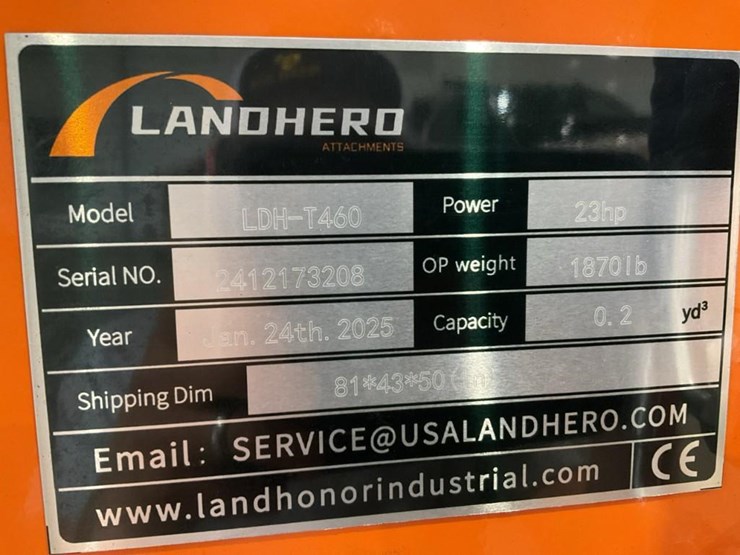 LANDHERO
ATTACHMENTS
Model LDH-T460 Power 23hp
Serial NO. 2412173208 OP weight 1870lb
Year Jan. 24th. 2025 Capacity 0.2 yd³
Shipping Dim 81*43*50
Email: SERVICE@USALANDHERO.COM
www.landhonorindustrial.com CE